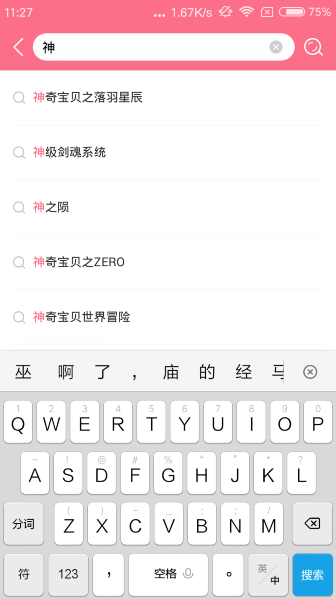 11:27 ... 1.67K/s 75%
神
神奇宝贝之落羽星辰
神级剑魂系统
神之陨
神奇宝贝之ZERO
神奇宝贝世界冒险
巫 啊 了 ， 庙 的 经 马
1 2 3 4 5 6 7 8 9 0
Q W E R T Y U I O P
~ ! @ # % ' " * ?
A S D F G H J K L
分词 ( ) - _ : ; /
Z X C V B N M
符 123 ， 空格 。 英/中 搜索